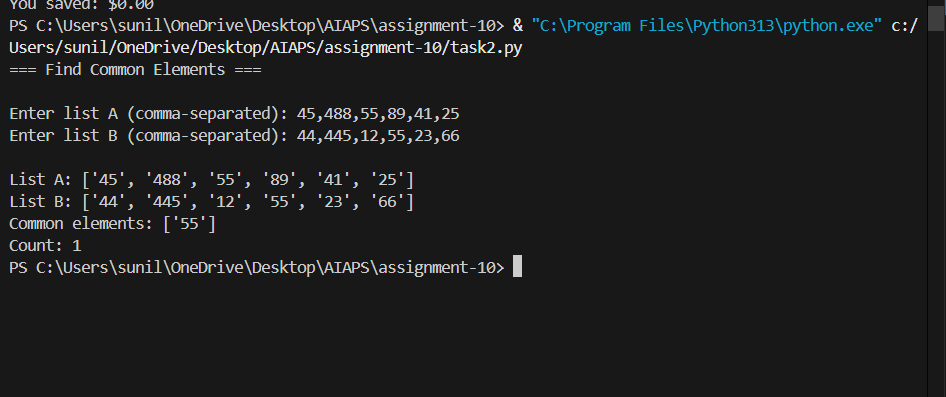 You saved: $0.00
PS C:\Users\sunil\OneDrive\Desktop\AIAPS\assignment-10> & "C:\Program Files\Python313\python.exe" c:/
Users/sunil/OneDrive/Desktop/AIAPS/assignment-10/task2.py
=== Find Common Elements ===
Enter list A (comma-separated): 45,488,55,89,41,25
Enter list B (comma-separated): 44,445,12,55,23,66
List A: ['45', '488', '55', '89', '41', '25']
List B: ['44', '445', '12', '55', '23', '66']
Common elements: ['55']
Count: 1
PS C:\Users\sunil\OneDrive\Desktop\AIAPS\assignment-10>